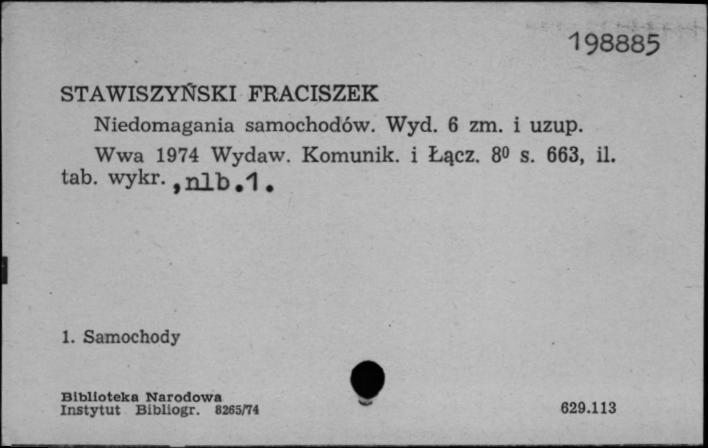 198885
STAWISZYŃSKI FRACISZEK
Niedomagania samochodów. Wyd. 6 zm. i uzup.
Wwa 1974 Wydaw. Komunik. i Łącz. 8⁰ s. 663, il.
tab. wykr. , nlb.1.
1. Samochody
Biblioteka Narodowa
Instytut Bibliogr. 8265/74
629.113